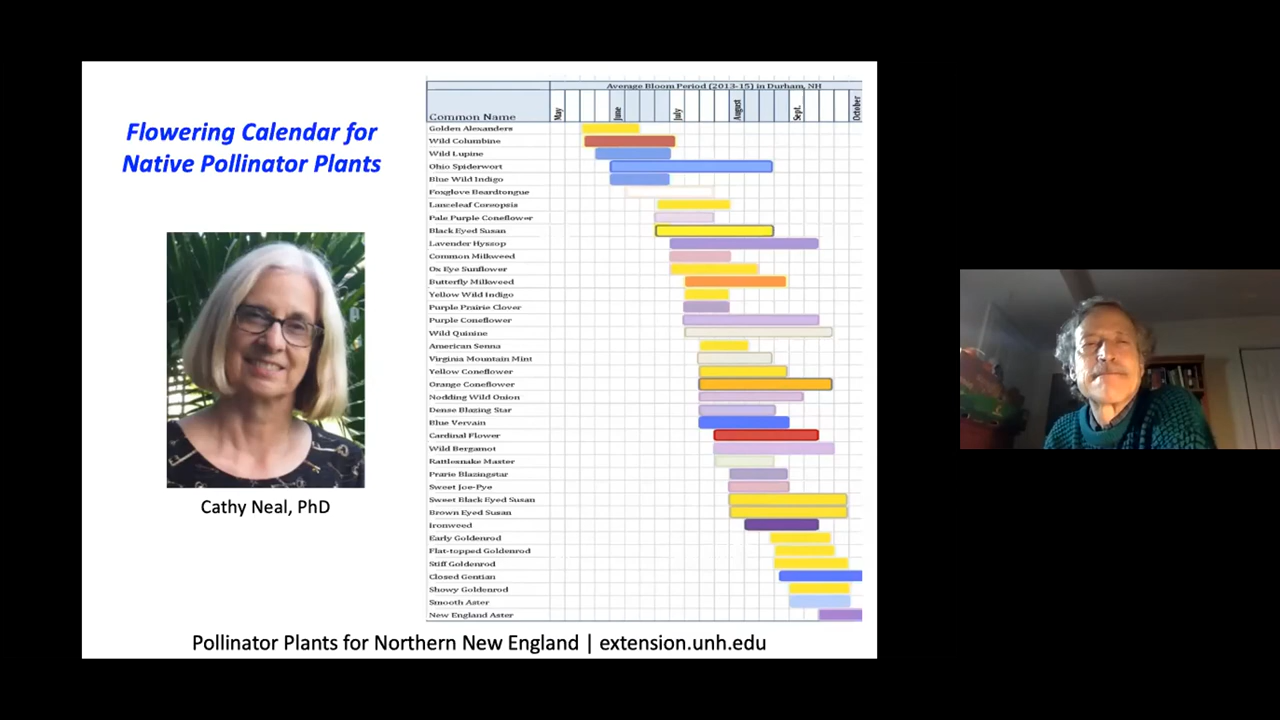 Flowering Calendar for
Native Pollinator Plants
Cathy Neal, PhD
Average Bloom Period (2013-15) in Durham, NH
Common Name
May
June
July
August
Sept.
October
Golden Alexanders
Wild Columbine
Wild Lupine
Ohio Spiderwort
Blue Wild Indigo
Foxglove Beardtongue
Lanceleaf Coreopsis
Pale Purple Coneflower
Black Eyed Susan
Lavender Hyssop
Common Milkweed
Ox Eye Sunflower
Butterfly Milkweed
Yellow Wild Indigo
Purple Prairie Clover
Purple Coneflower
Wild Quinine
American Senna
Virginia Mountain Mint
Yellow Coneflower
Orange Coneflower
Nodding Wild Onion
Dense Blazing Star
Blue Vervain
Cardinal Flower
Wild Bergamot
Rattlesnake Master
Prarie Blazingstar
Sweet Joe-Pye
Sweet Black Eyed Susan
Brown Eyed Susan
Ironweed
Early Goldenrod
Flat-topped Goldenrod
Stiff Goldenrod
Closed Gentian
Showy Goldenrod
Smooth Aster
New England Aster
Pollinator Plants for Northern New England | extension.unh.edu